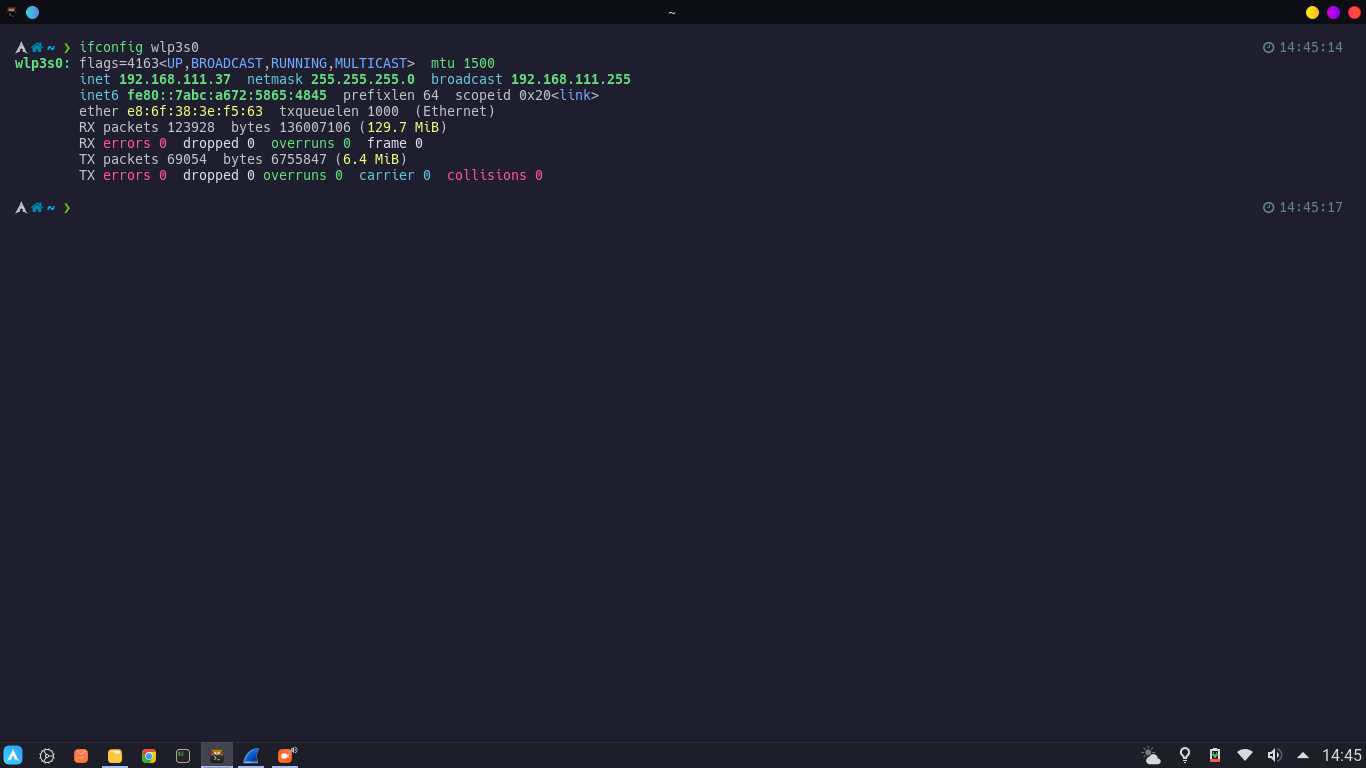 ~
~ ❯ ifconfig wlp3s0 14:45:14
wlp3s0: flags=4163<UP,BROADCAST,RUNNING,MULTICAST>  mtu 1500
inet 192.168.111.37  netmask 255.255.255.0  broadcast 192.168.111.255
inet6 fe80::7abc:a672:5865:4845  prefixlen 64  scopeid 0x20<link>
ether e8:6f:38:3e:f5:63  txqueuelen 1000  (Ethernet)
RX packets 123928  bytes 136007106 (129.7 MiB)
RX errors 0  dropped 0  overruns 0  frame 0
TX packets 69054  bytes 6755847 (6.4 MiB)
TX errors 0  dropped 0 overruns 0  carrier 0  collisions 0
~ ❯ 14:45:17
14:45